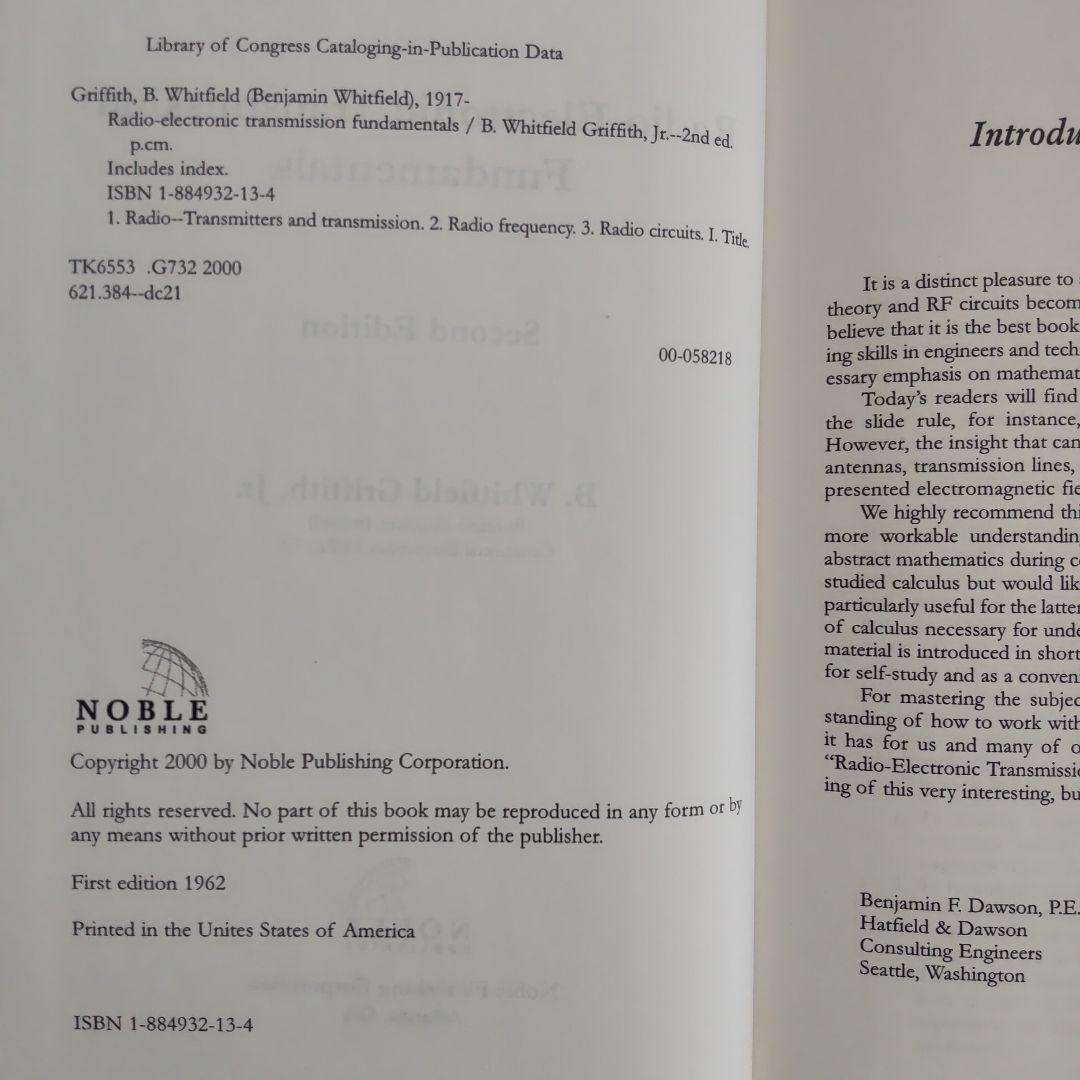 Library of Congress Cataloging-in-Publication Data
Griffith, B. Whitfield (Benjamin Whitfield), 1917-
Radio-electronic transmission fundamentals / B. Whitfield Griffith, Jr.--2nd ed.
p.cm.
Includes index.
ISBN 1-884932-13-4
1. Radio--Transmitters and transmission. 2. Radio frequency. 3. Radio circuits. I. Title.
TK6553 .G732 2000
621.384--dc21
00-058218
NOBLE
PUBLISHING
Copyright 2000 by Noble Publishing Corporation.
All rights reserved. No part of this book may be reproduced in any form or by
any means without prior written permission of the publisher.
First edition 1962
Printed in the Unites States of America
ISBN 1-884932-13-4
Introdu
It is a distinct pleasure to
theory and RF circuits becom
believe that it is the best book
ing skills in engineers and tech
essary emphasis on mathemat
Today's readers will find
the slide rule, for instance,
However, the insight that can
antennas, transmission lines,
presented electromagnetic fie
We highly recommend thi
more workable understandin
abstract mathematics during c
studied calculus but would lik
particularly useful for the latter
of calculus necessary for unde
material is introduced in short
for self-study and as a conven
For mastering the subjec
standing of how to work with
it has for us and many of o
"Radio-Electronic Transmissio
ing of this very interesting, bu
Benjamin F. Dawson, P.E.
Hatfield & Dawson
Consulting Engineers
Seattle, Washington